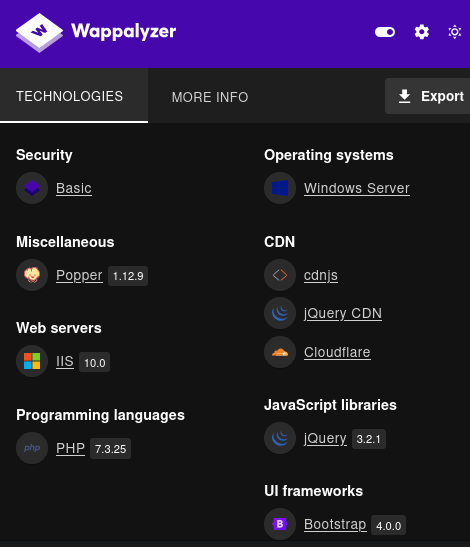 Wappalyzer
TECHNOLOGIES
MORE INFO
Export
Security
Basic
Miscellaneous
Popper 1.12.9
Web servers
IIS 10.0
Programming languages
php PHP 7.3.25
Operating systems
Windows Server
CDN
cdnjs
jQuery CDN
Cloudflare
JavaScript libraries
jQuery 3.2.1
UI frameworks
B Bootstrap 4.0.0